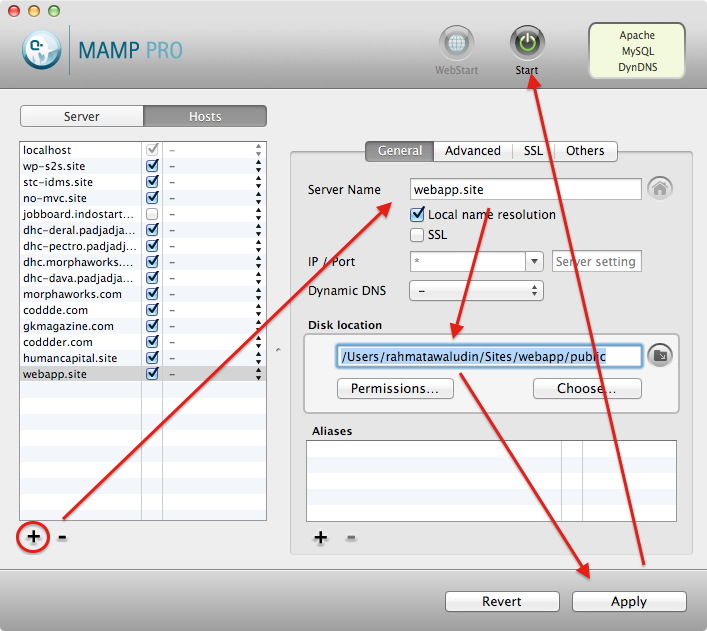 MAMP PRO
WebStart
Start
Apache
MySQL
DynDNS
Server
Hosts
localhost
wp-s2s.site
stc-idms.site
no-mvc.site
jobboard.indostart...
dhc-deral.padjadja...
dhc-pectro.padjadj...
dhc.morphaworks....
dhc-dava.padjadja...
morphaworks.com
coddde.com
gkmagazine.com
coddder.com
humancapital.site
webapp.site
+ -
General Advanced SSL Others
Server Name webapp.site
Local name resolution
SSL
IP / Port * Server setting
Dynamic DNS –
Disk location
/Users/rahmatawaludin/Sites/webapp/public
Permissions... Choose...
Aliases
+ -
Revert Apply